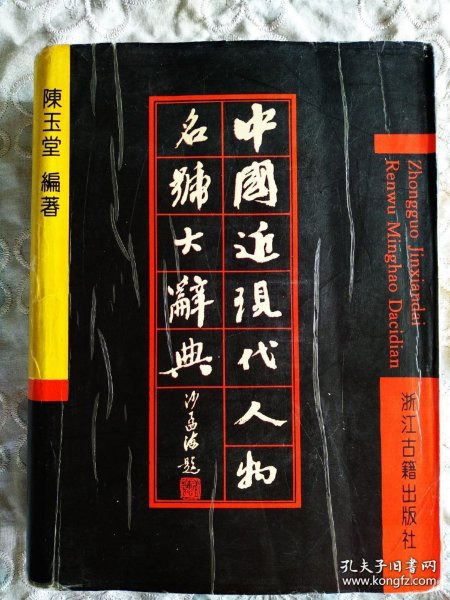 中國近現代人物
名號大辭典
沙孟海題
陳玉堂 編著
Zhongguo Jinxiandai
Renwu Minghao Dacidian
浙江古籍出版社
孔夫子旧书网
www.kongfz.com